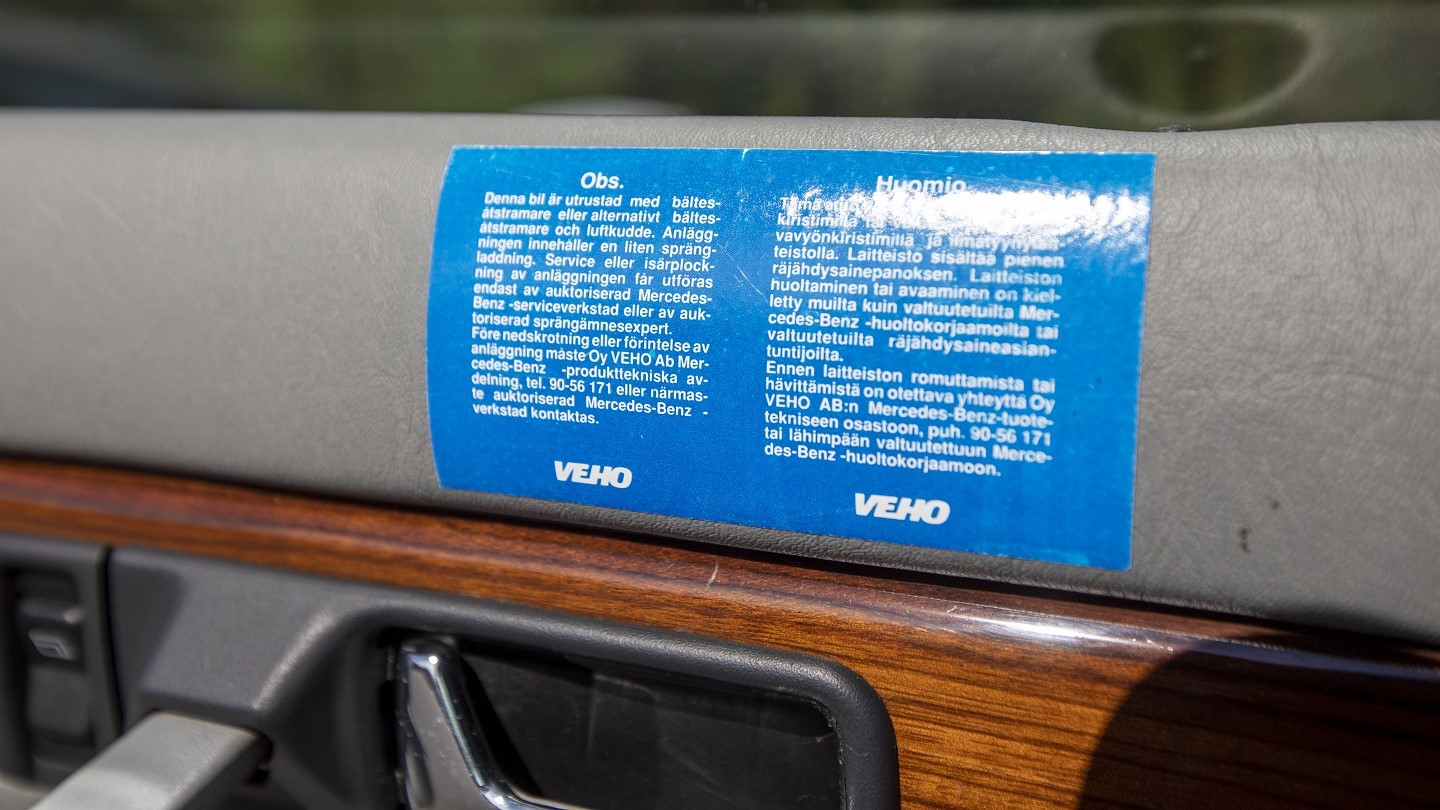 Obs.
Denna bil är utrustad med bältes-
åtstramare eller alternativt bältes-
åtstramare och luftkudde. Anlägg-
ningen innehåller en liten spräng-
laddning. Service eller isärplock-
ning av anläggningen får utföras
endast av auktoriserad Mercedes-
Benz -serviceverkstad eller av auk-
toriserad sprängämnesexpert.
Före nedskrotning eller förintelse av
anläggning måste Oy VEHO Ab Mer-
cedes-Benz -produkttekniska av-
delning, tel. 90-56 171 eller närmas-
te auktoriserad Mercedes-Benz -
verkstad kontaktas.
VEHO
Huomio
Tämä
kiristimillä
vavyönkiristimillä ja ilmatyynylait-
teistolla. Laitteisto sisältää pienen
räjähdysainepanoksen. Laitteiston
huoltaminen tai avaaminen on kiel-
letty muilta kuin valtuutetuilta Mer-
cedes-Benz -huoltokorjaamoilta tai
valtuutetuilta räjähdysaineasian-
tuntijoilta.
Ennen laitteiston romuttamista tai
hävittämistä on otettava yhteyttä Oy
VEHO AB:n Mercedes-Benz-tuote-
tekniseen osastoon, puh. 90-56 171
tai lähimpään valtuutettuun Merce-
des-Benz -huoltokorjaamoon.
VEHO